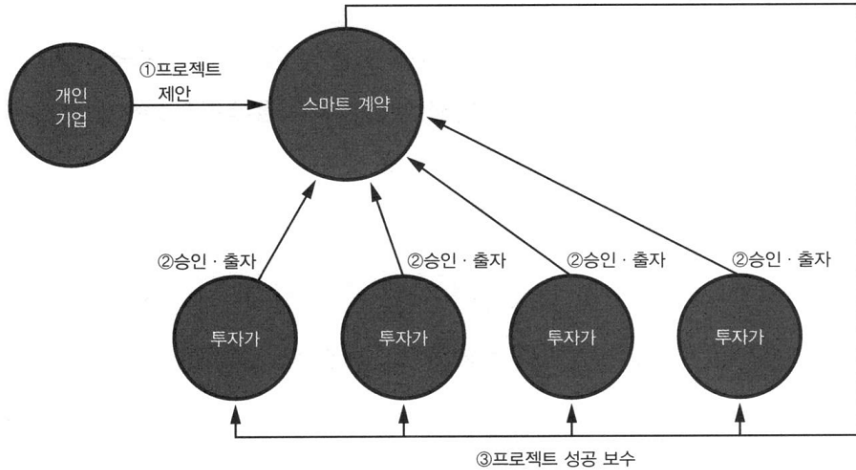 ①프로젝트
제안
개인
기업
스마트 계약
②승인 · 출자
②승인 · 출자
②승인 · 출자
②승인 · 출자
투자가
투자가
투자가
투자가
③프로젝트 성공 보수